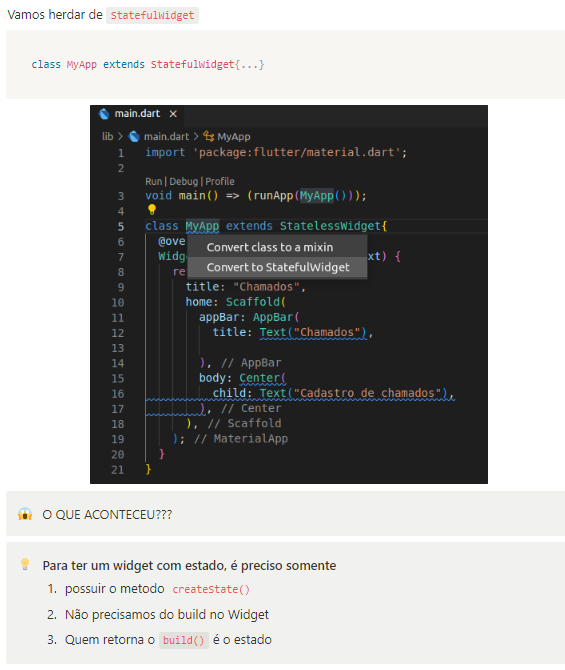 Vamos herdar de StatefulWidget
class MyApp extends StatefulWidget{...}
main.dart ×
lib > main.dart > MyApp
1 import 'package:flutter/material.dart';
2
Run | Debug | Profile
3 void main() => (runApp(MyApp()));
4
5 class MyApp extends StatelessWidget{
6 @ove
Convert class to a mixin
7 Widge xt) {
Convert to StatefulWidget
8 re
9 title: "Chamados",
10 home: Scaffold(
11 appBar: AppBar(
12 title: Text("Chamados"),
13
14 ), // AppBar
15 body: Center(
16 child: Text("Cadastro de chamados"),
17 ), // Center
18 ), // Scaffold
19 ); // MaterialApp
20 }
21 }
😱 O QUE ACONTECEU???
💡 Para ter um widget com estado, é preciso somente
1. possuir o metodo createState()
2. Não precisamos do build no Widget
3. Quem retorna o build() é o estado